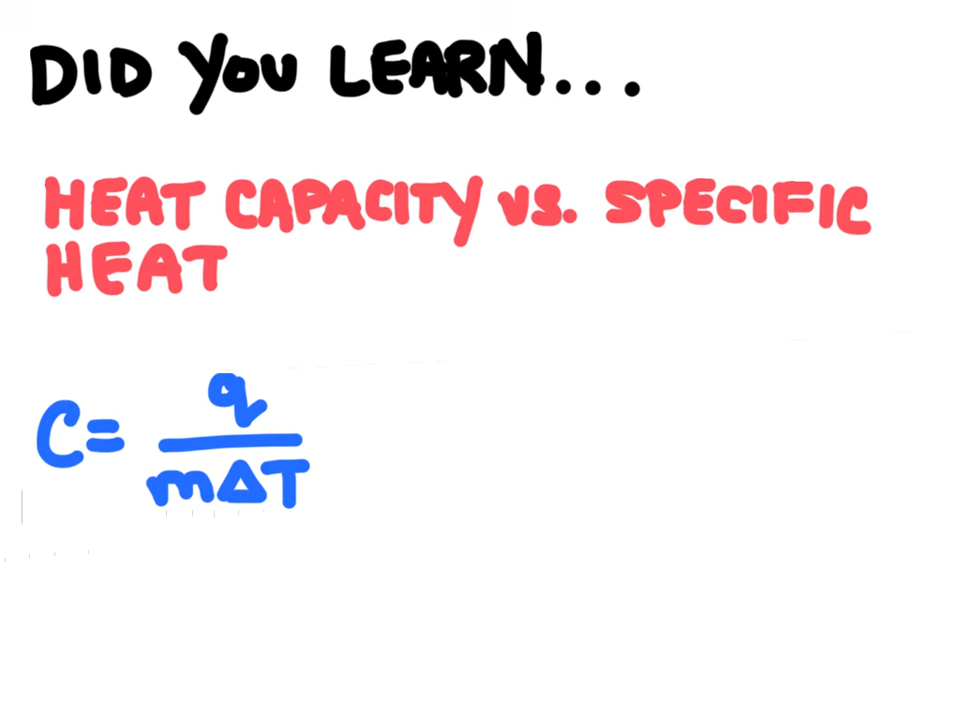 DID YOU LEARN...
HEAT CAPACITY VS. SPECIFIC
HEAT
C = q
mΔT